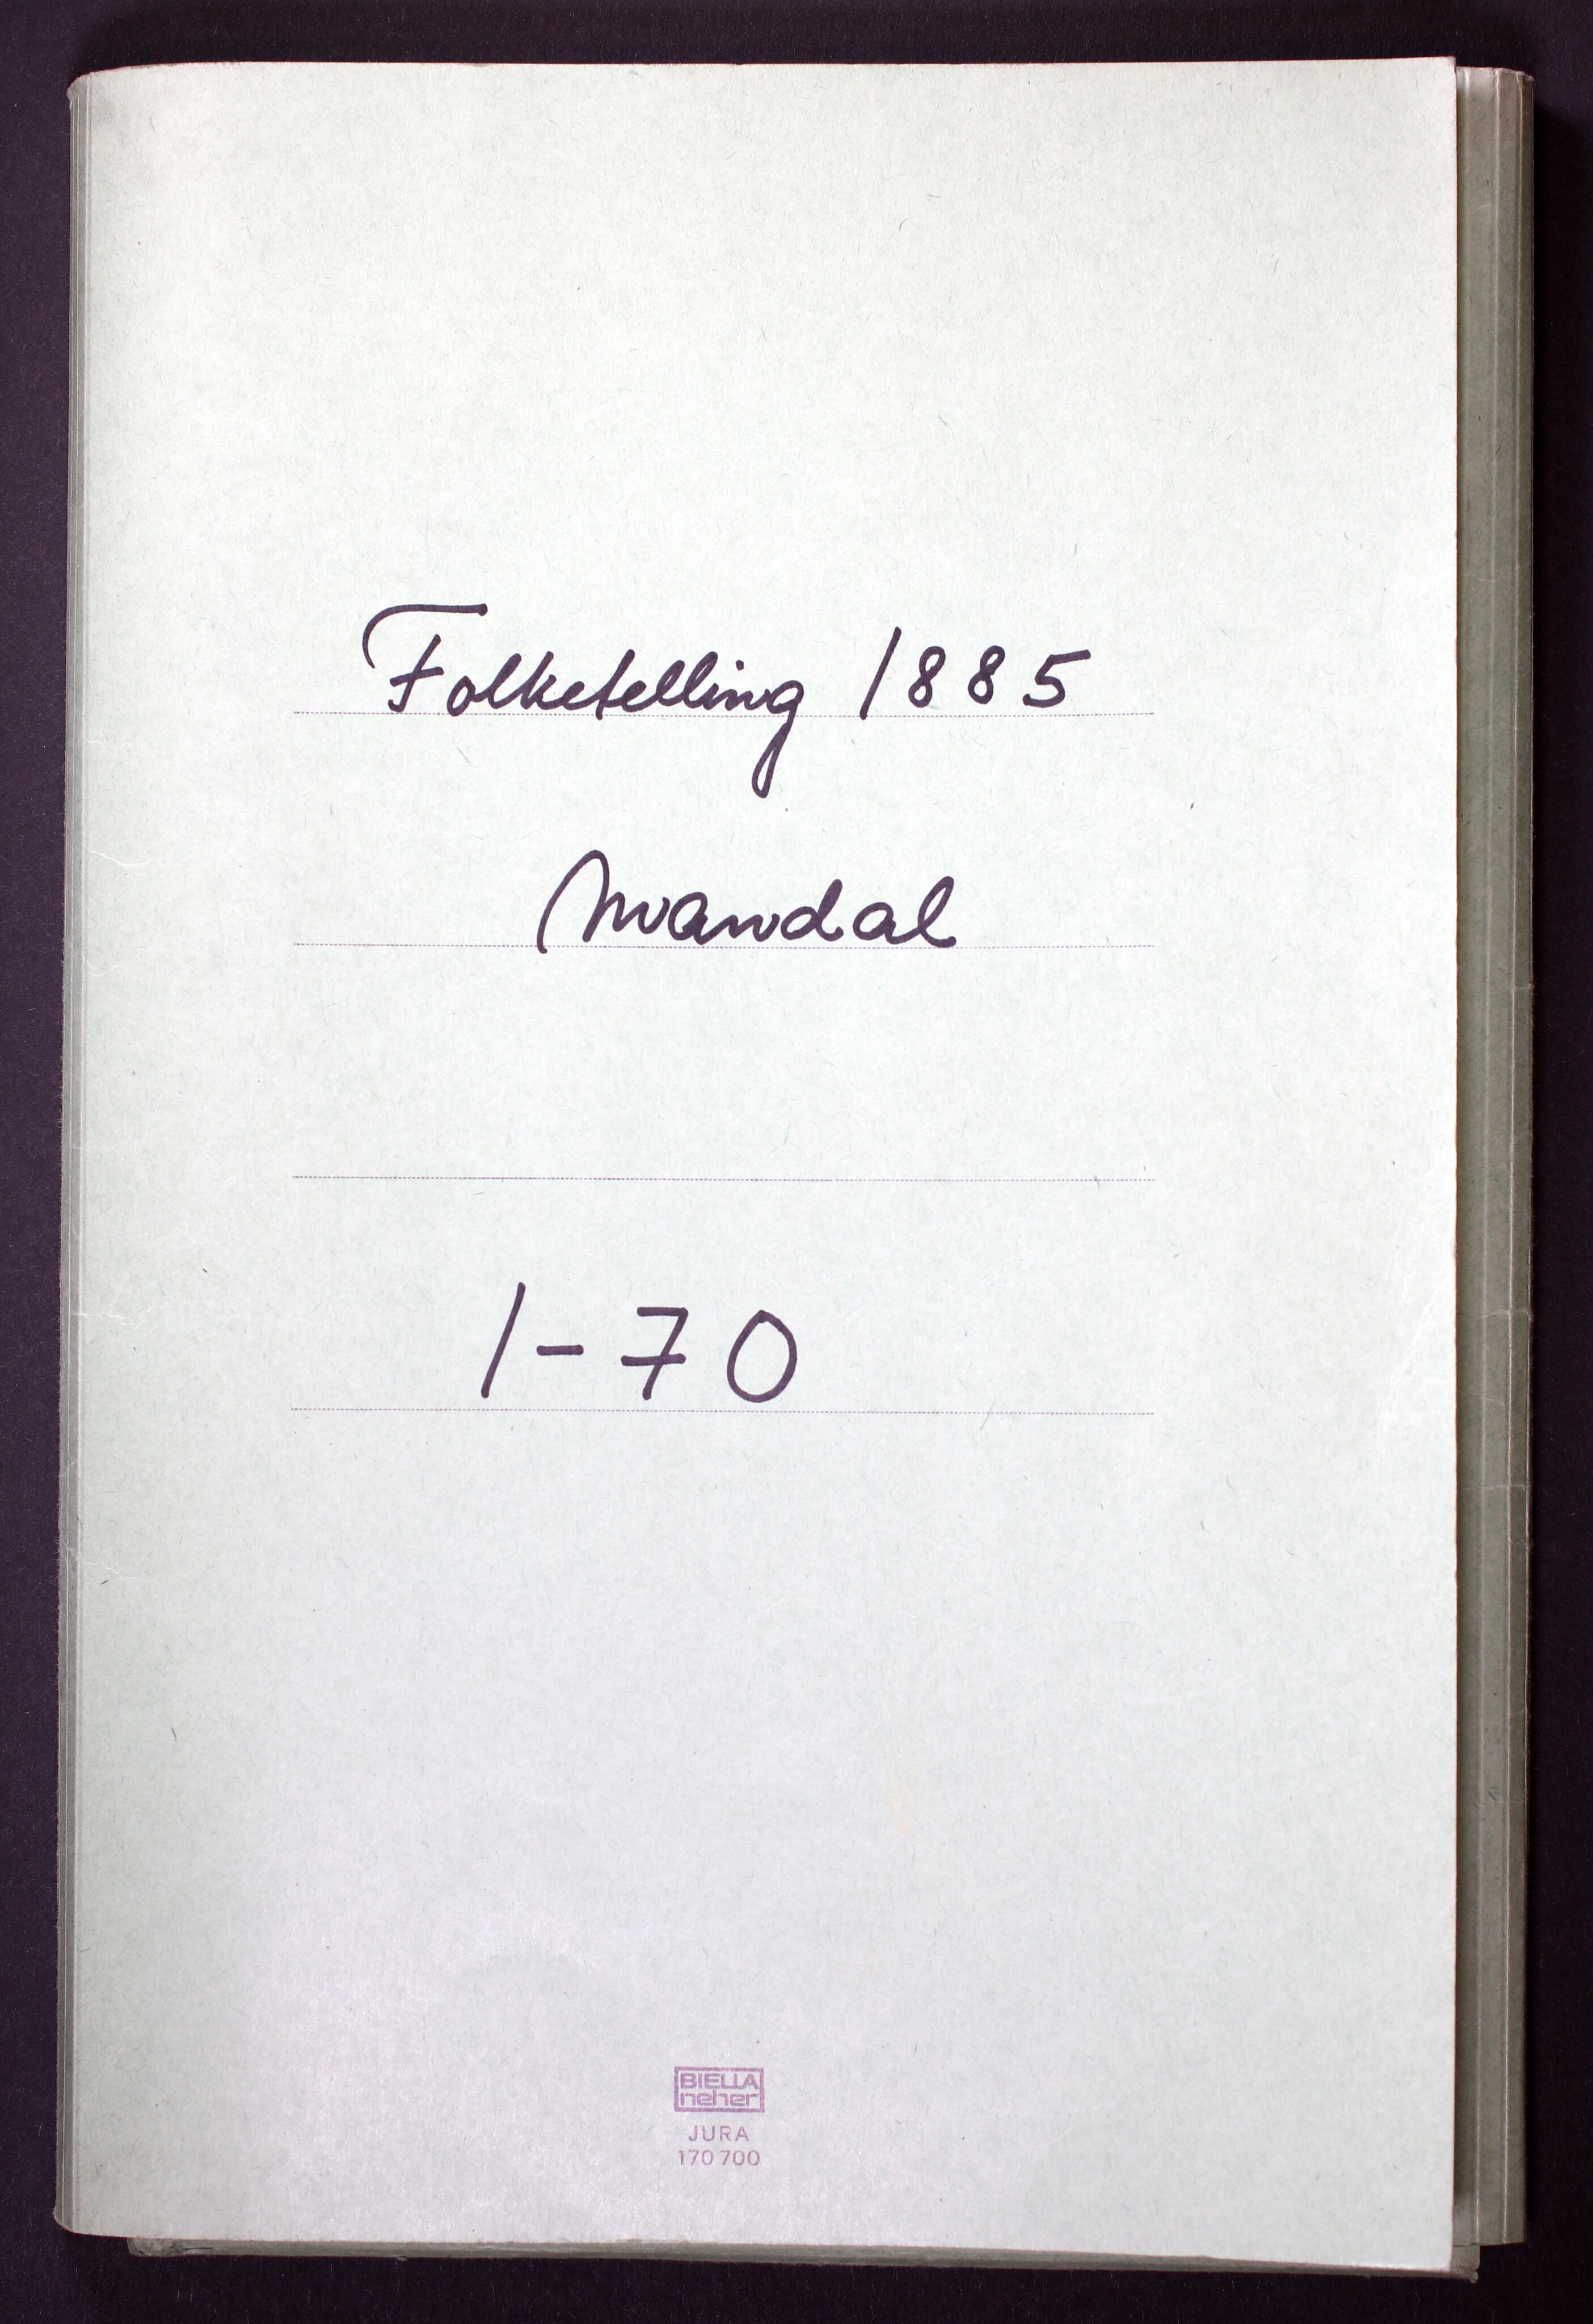 Folketelling 1885
Mandal
1-70
BIELLA
neher
JURA
170 700